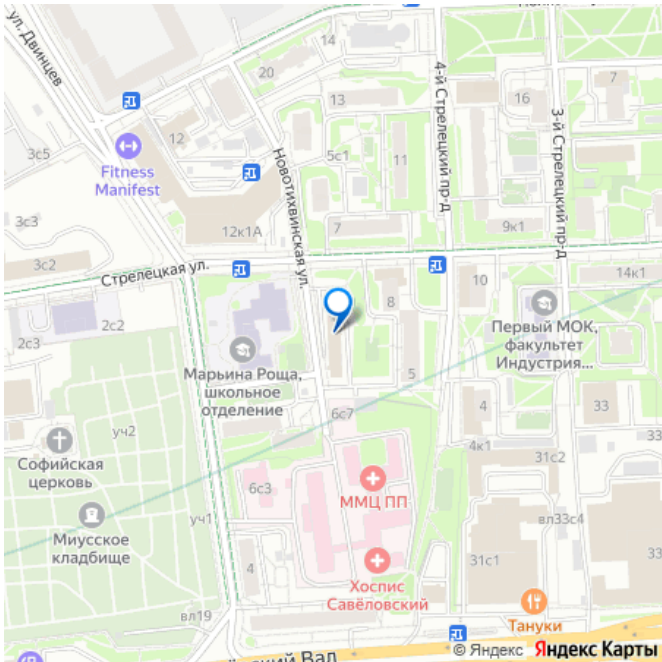 ул. Двинцев
14
20
4-й Стрелецкий пр-д
3-й Стрелецкий пр-д
7
16
13
12
3с5
Fitness
Manifest
Новотихвинская ул.
5с1
11
3с3
12к1А
7
9к1
3с2
Стрелецкая ул.
10
14к1
8
2с2
2с3
Первый МОК,
факультет
Индустрия...
Марьина Роща,
школьное
отделение
5
6с7
4
33
уч2
4к1
31с2
Софийская
церковь
6с3
ММЦ ПП
Миусское
кладбище
уч1
вл33с4
33
4
31с1
Хоспис
Савёловский
вл19
Тануки
Вал
© Яндекс Яндекс Карты